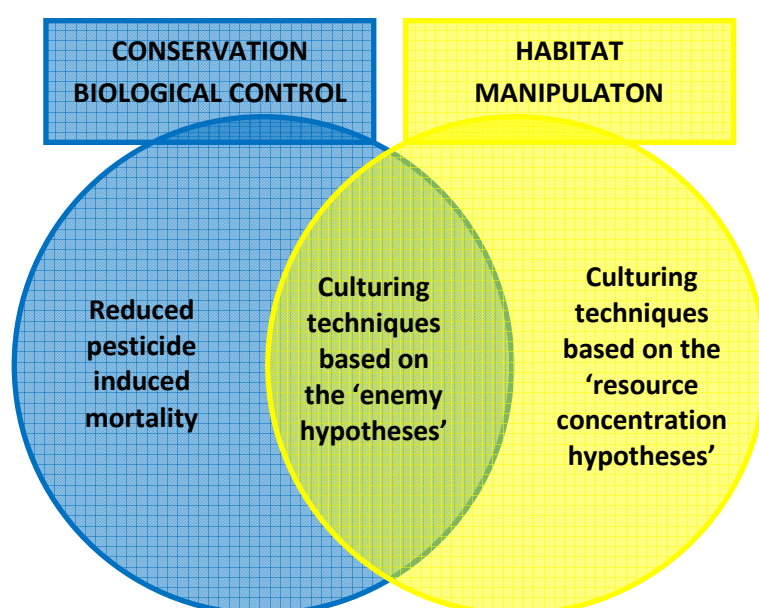 CONSERVATION
BIOLOGICAL CONTROL
HABITAT
MANIPULATON
Reduced
pesticide
induced
mortality
Culturing
techniques
based on
the ‘enemy
hypotheses’
Culturing
techniques
based on the
‘resource
concentration
hypotheses’